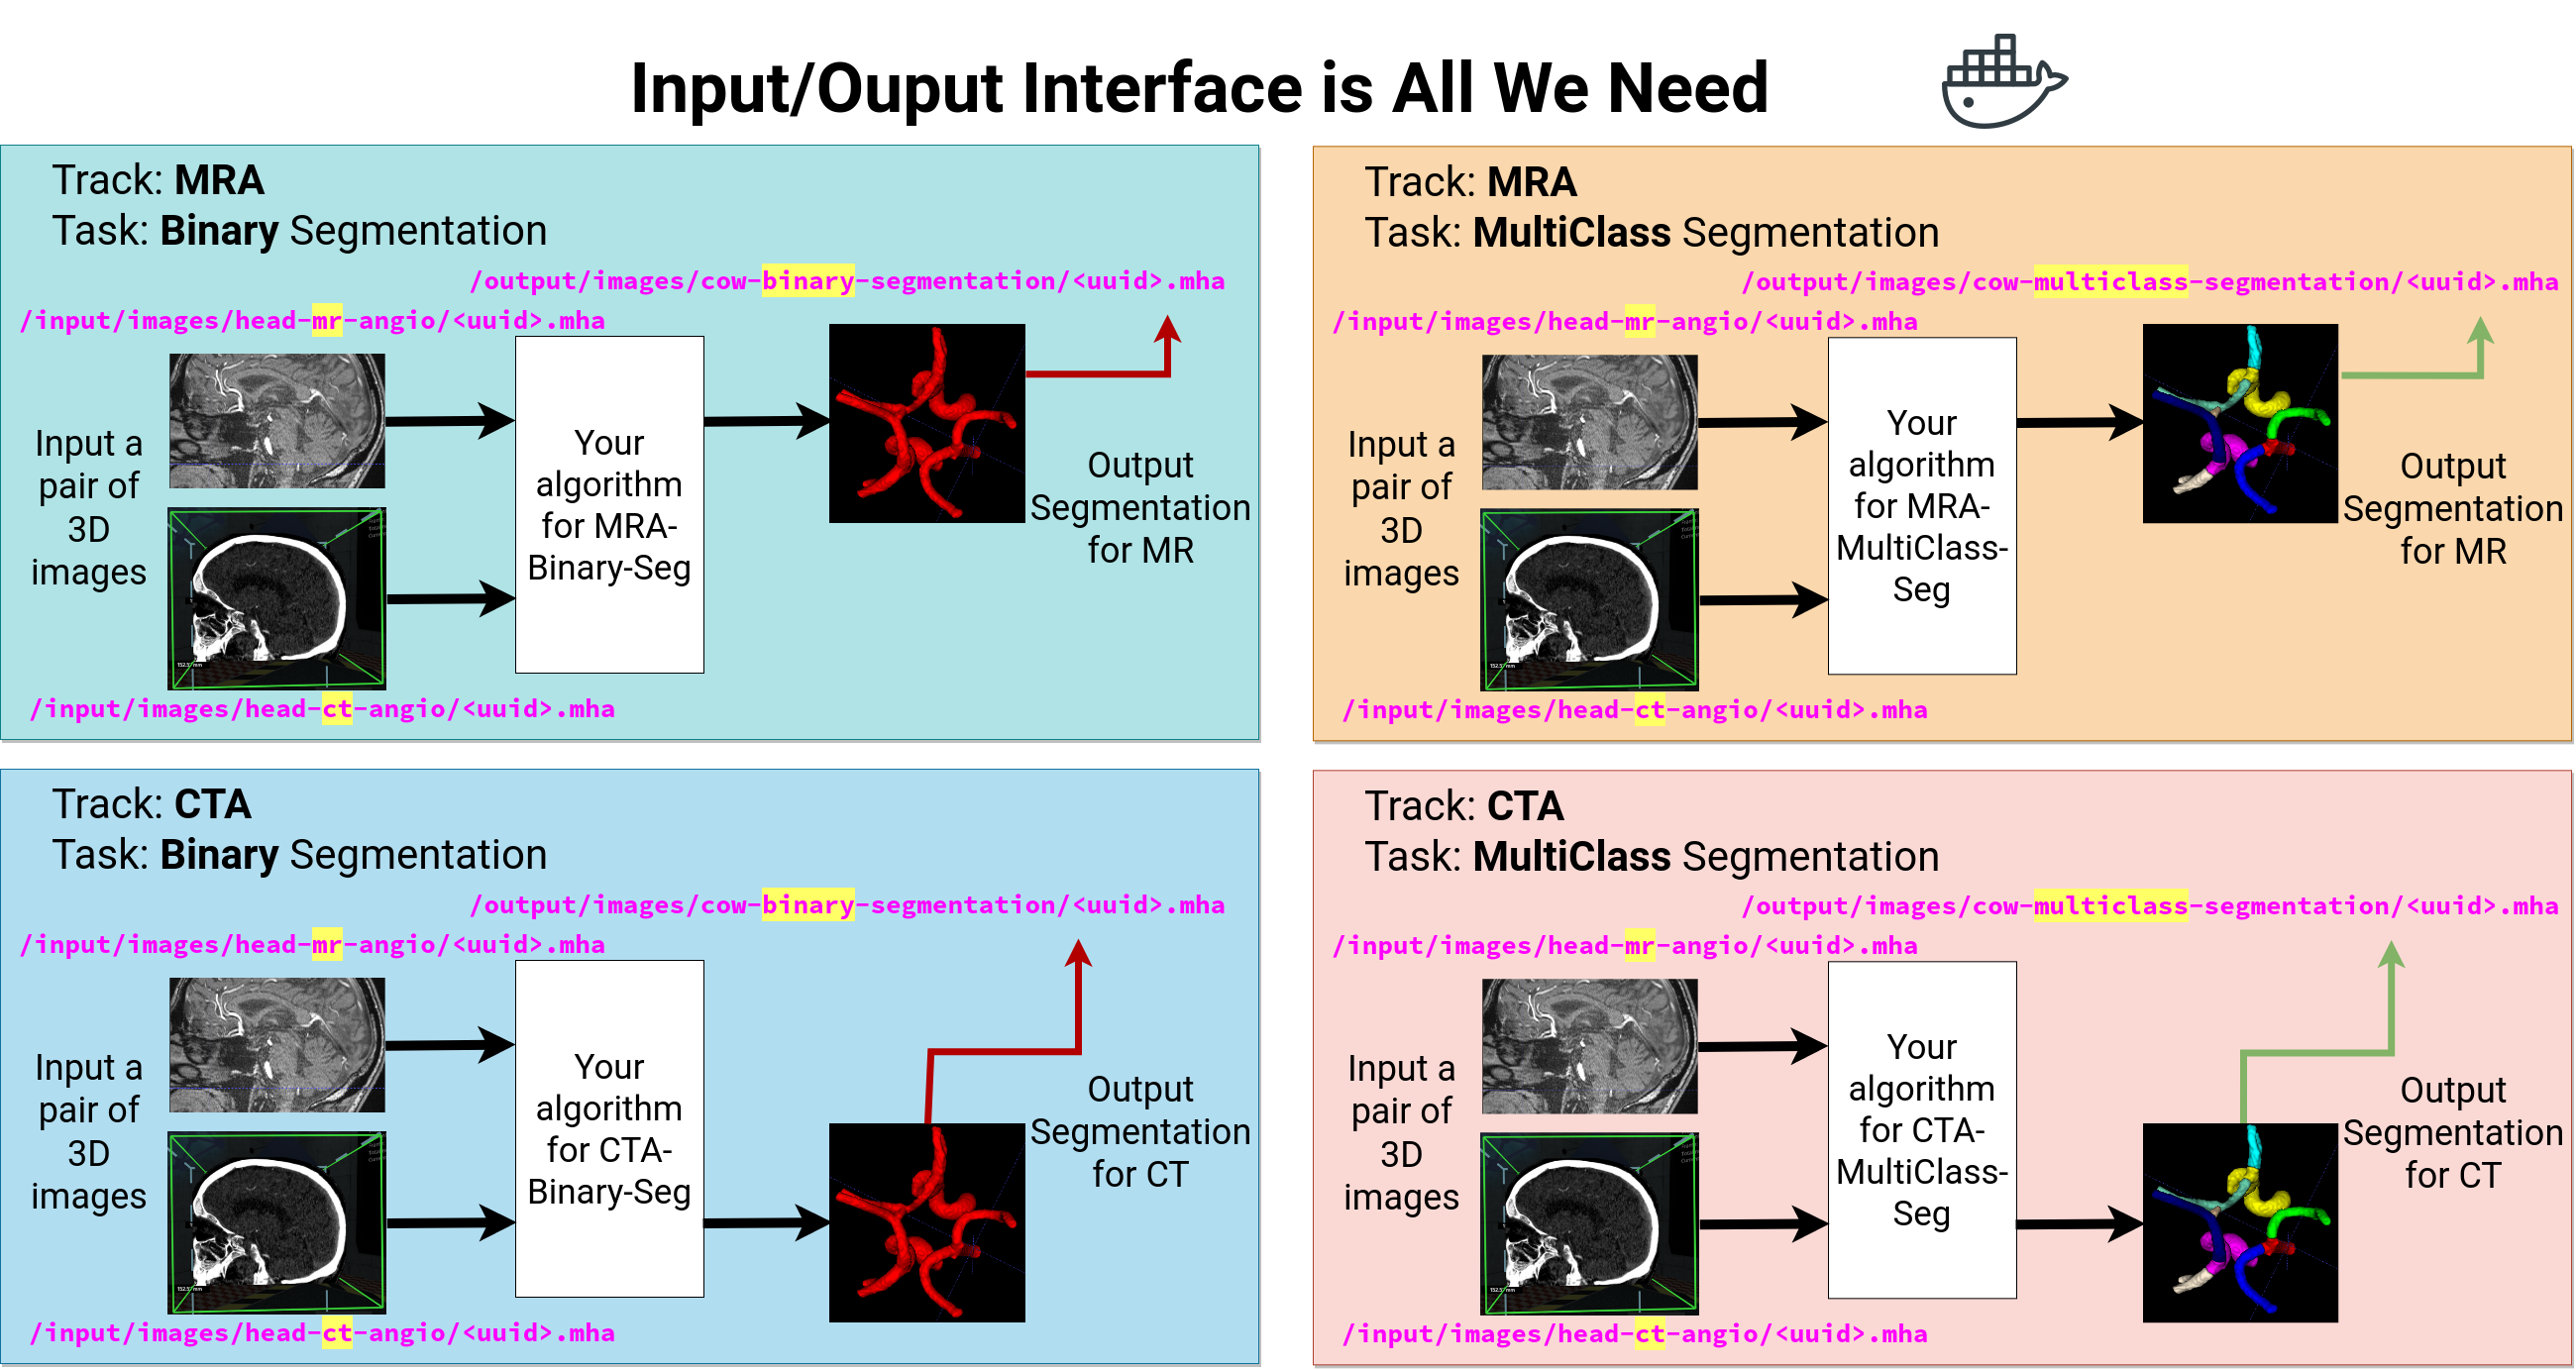 Input/Ouput Interface is All We Need
Track: MRA
Task: Binary Segmentation
/output/images/cow-binary-segmentation/<uuid>.mha
/input/images/head-mr-angio/<uuid>.mha
Input a
pair of
3D
images
Your
algorithm
for MRA-
Binary-Seg
Output
Segmentation
for MR
/input/images/head-ct-angio/<uuid>.mha
Track: MRA
Task: MultiClass Segmentation
/output/images/cow-multiclass-segmentation/<uuid>.mha
/input/images/head-mr-angio/<uuid>.mha
Input a
pair of
3D
images
Your
algorithm
for MRA-
MultiClass-
Seg
Output
Segmentation
for MR
/input/images/head-ct-angio/<uuid>.mha
Track: CTA
Task: Binary Segmentation
/output/images/cow-binary-segmentation/<uuid>.mha
/input/images/head-mr-angio/<uuid>.mha
Input a
pair of
3D
images
Your
algorithm
for CTA-
Binary-Seg
Output
Segmentation
for CT
/input/images/head-ct-angio/<uuid>.mha
Track: CTA
Task: MultiClass Segmentation
/output/images/cow-multiclass-segmentation/<uuid>.mha
/input/images/head-mr-angio/<uuid>.mha
Input a
pair of
3D
images
Your
algorithm
for CTA-
MultiClass-
Seg
Output
Segmentation
for CT
/input/images/head-ct-angio/<uuid>.mha